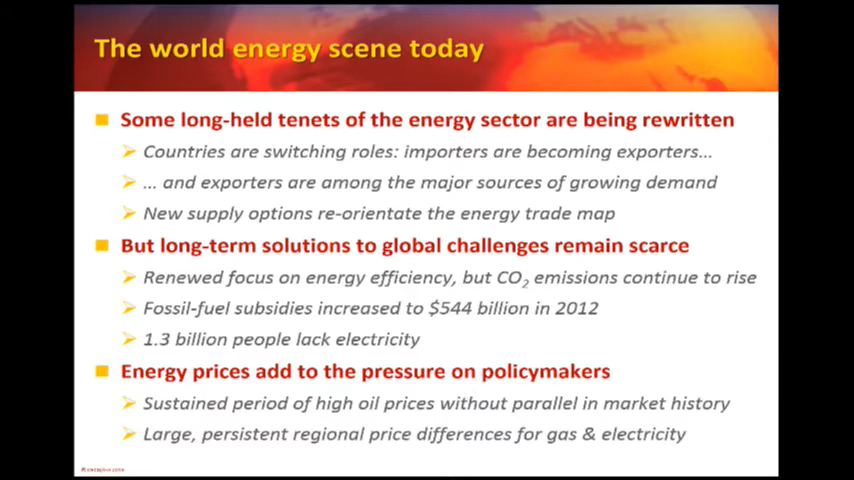 The world energy scene today
Some long-held tenets of the energy sector are being rewritten
Countries are switching roles: importers are becoming exporters...
... and exporters are among the major sources of growing demand
New supply options re-orientate the energy trade map
But long-term solutions to global challenges remain scarce
Renewed focus on energy efficiency, but CO₂ emissions continue to rise
Fossil-fuel subsidies increased to $544 billion in 2012
1.3 billion people lack electricity
Energy prices add to the pressure on policymakers
Sustained period of high oil prices without parallel in market history
Large, persistent regional price differences for gas & electricity